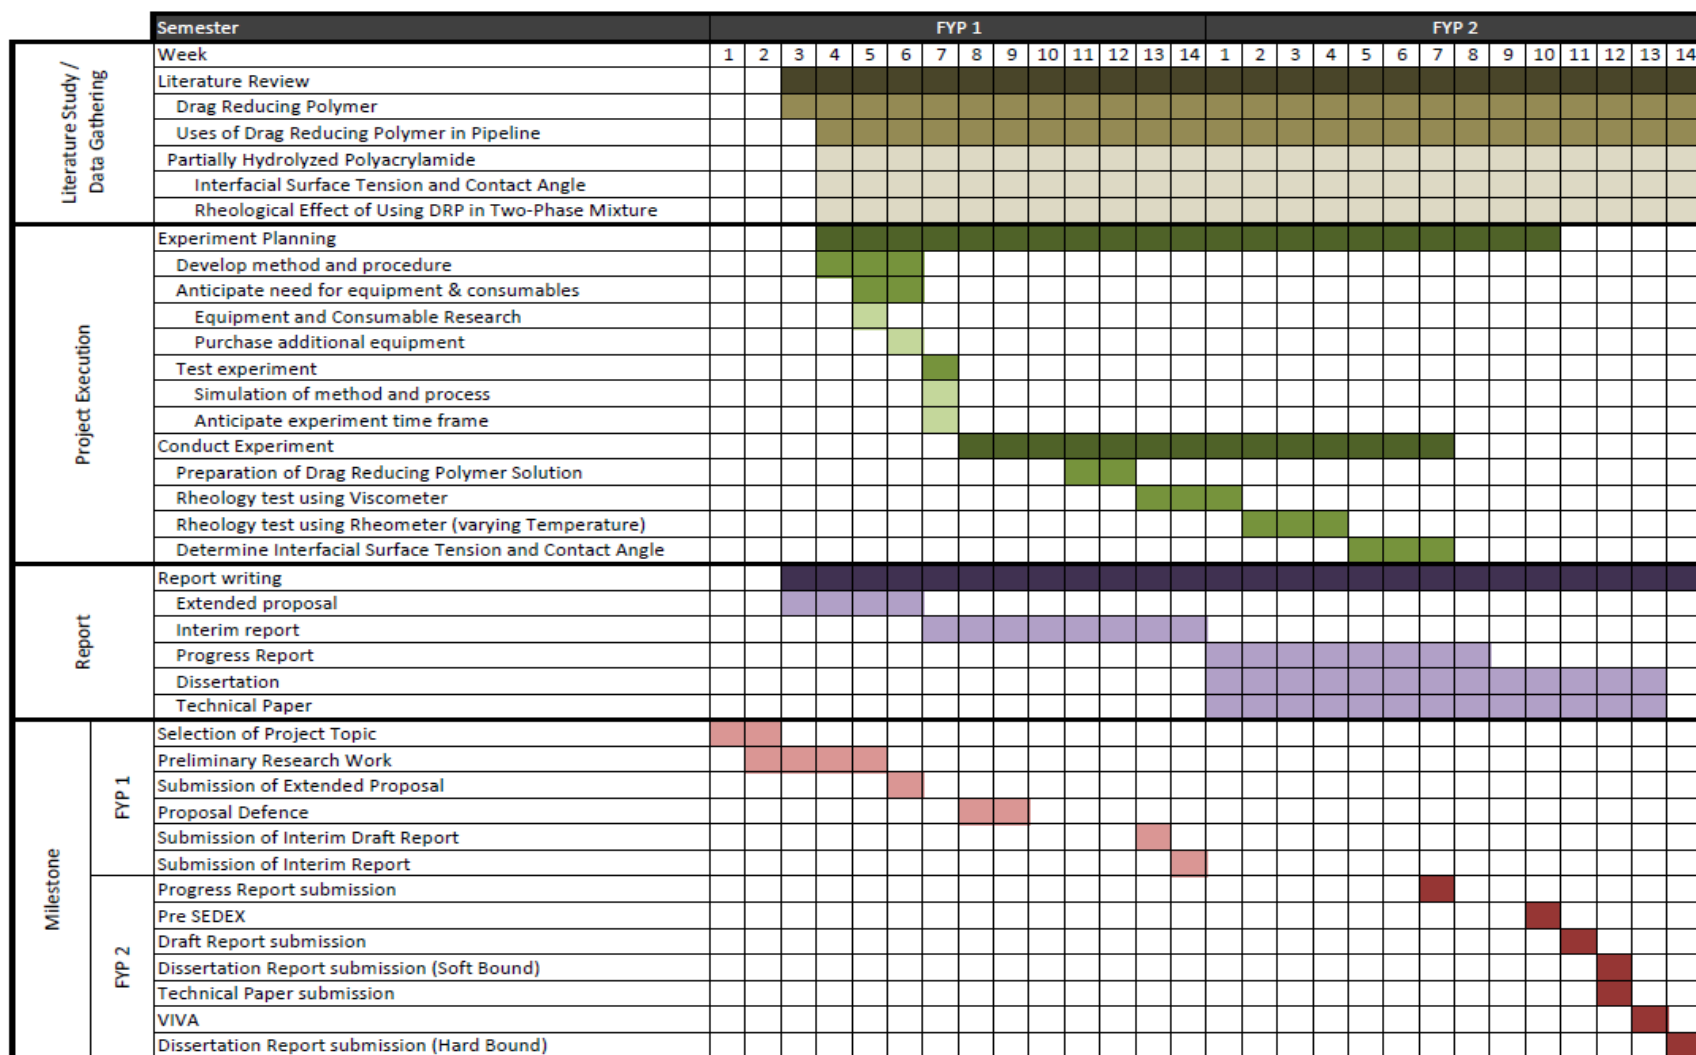 Semester FYP 1 FYP 2
Week 1 2 3 4 5 6 7 8 9 10 11 12 13 14 1 2 3 4 5 6 7 8 9 10 11 12 13 14
Literature Study /
Data Gathering
Literature Review
Drag Reducing Polymer
Uses of Drag Reducing Polymer in Pipeline
Partially Hydrolyzed Polyacrylamide
Interfacial Surface Tension and Contact Angle
Rheological Effect of Using DRP in Two-Phase Mixture
Project Execution
Experiment Planning
Develop method and procedure
Anticipate need for equipment & consumables
Equipment and Consumable Research
Purchase additional equipment
Test experiment
Simulation of method and process
Anticipate experiment time frame
Conduct Experiment
Preparation of Drag Reducing Polymer Solution
Rheology test using Viscometer
Rheology test using Rheometer (varying Temperature)
Determine Interfacial Surface Tension and Contact Angle
Report
Report writing
Extended proposal
Interim report
Progress Report
Dissertation
Technical Paper
Milestone
FYP 1
Selection of Project Topic
Preliminary Research Work
Submission of Extended Proposal
Proposal Defence
Submission of Interim Draft Report
Submission of Interim Report
FYP 2
Progress Report submission
Pre SEDEX
Draft Report submission
Dissertation Report submission (Soft Bound)
Technical Paper submission
VIVA
Dissertation Report submission (Hard Bound)